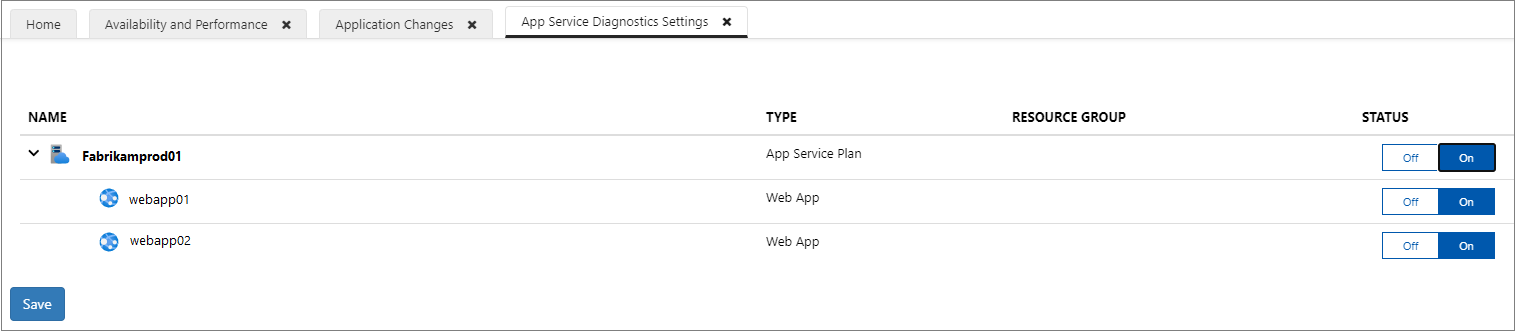 Home Availability and Performance ✖ Application Changes ✖ App Service Diagnostics Settings ✖
NAME TYPE RESOURCE GROUP STATUS
Fabrikamprod01 App Service Plan Off On
webapp01 Web App Off On
webapp02 Web App Off On
Save